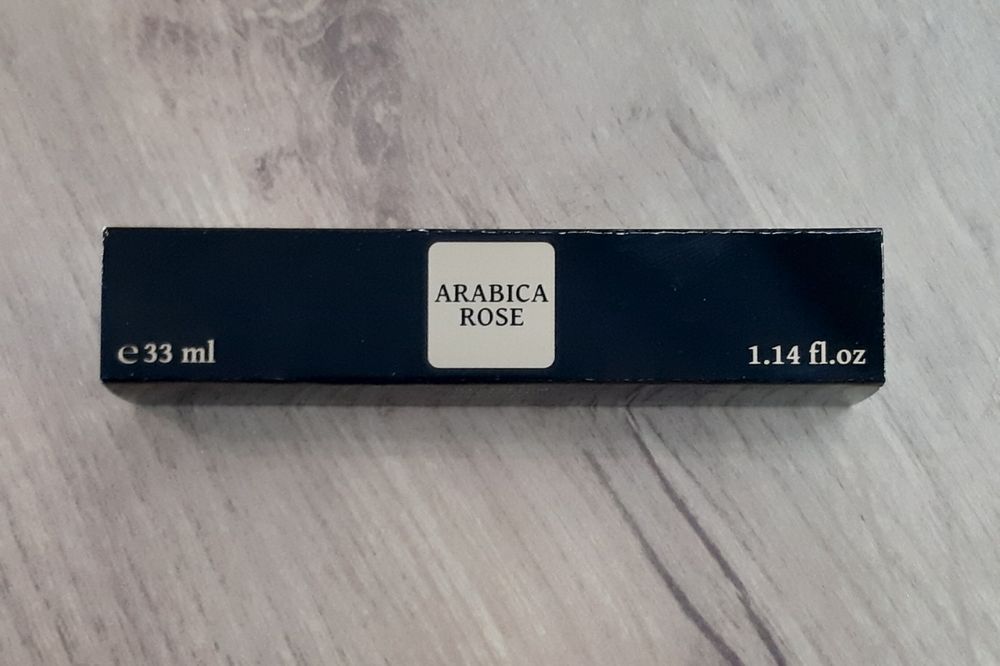 ARABICA
ROSE
℮ 33 ml
1.14 fl.oz